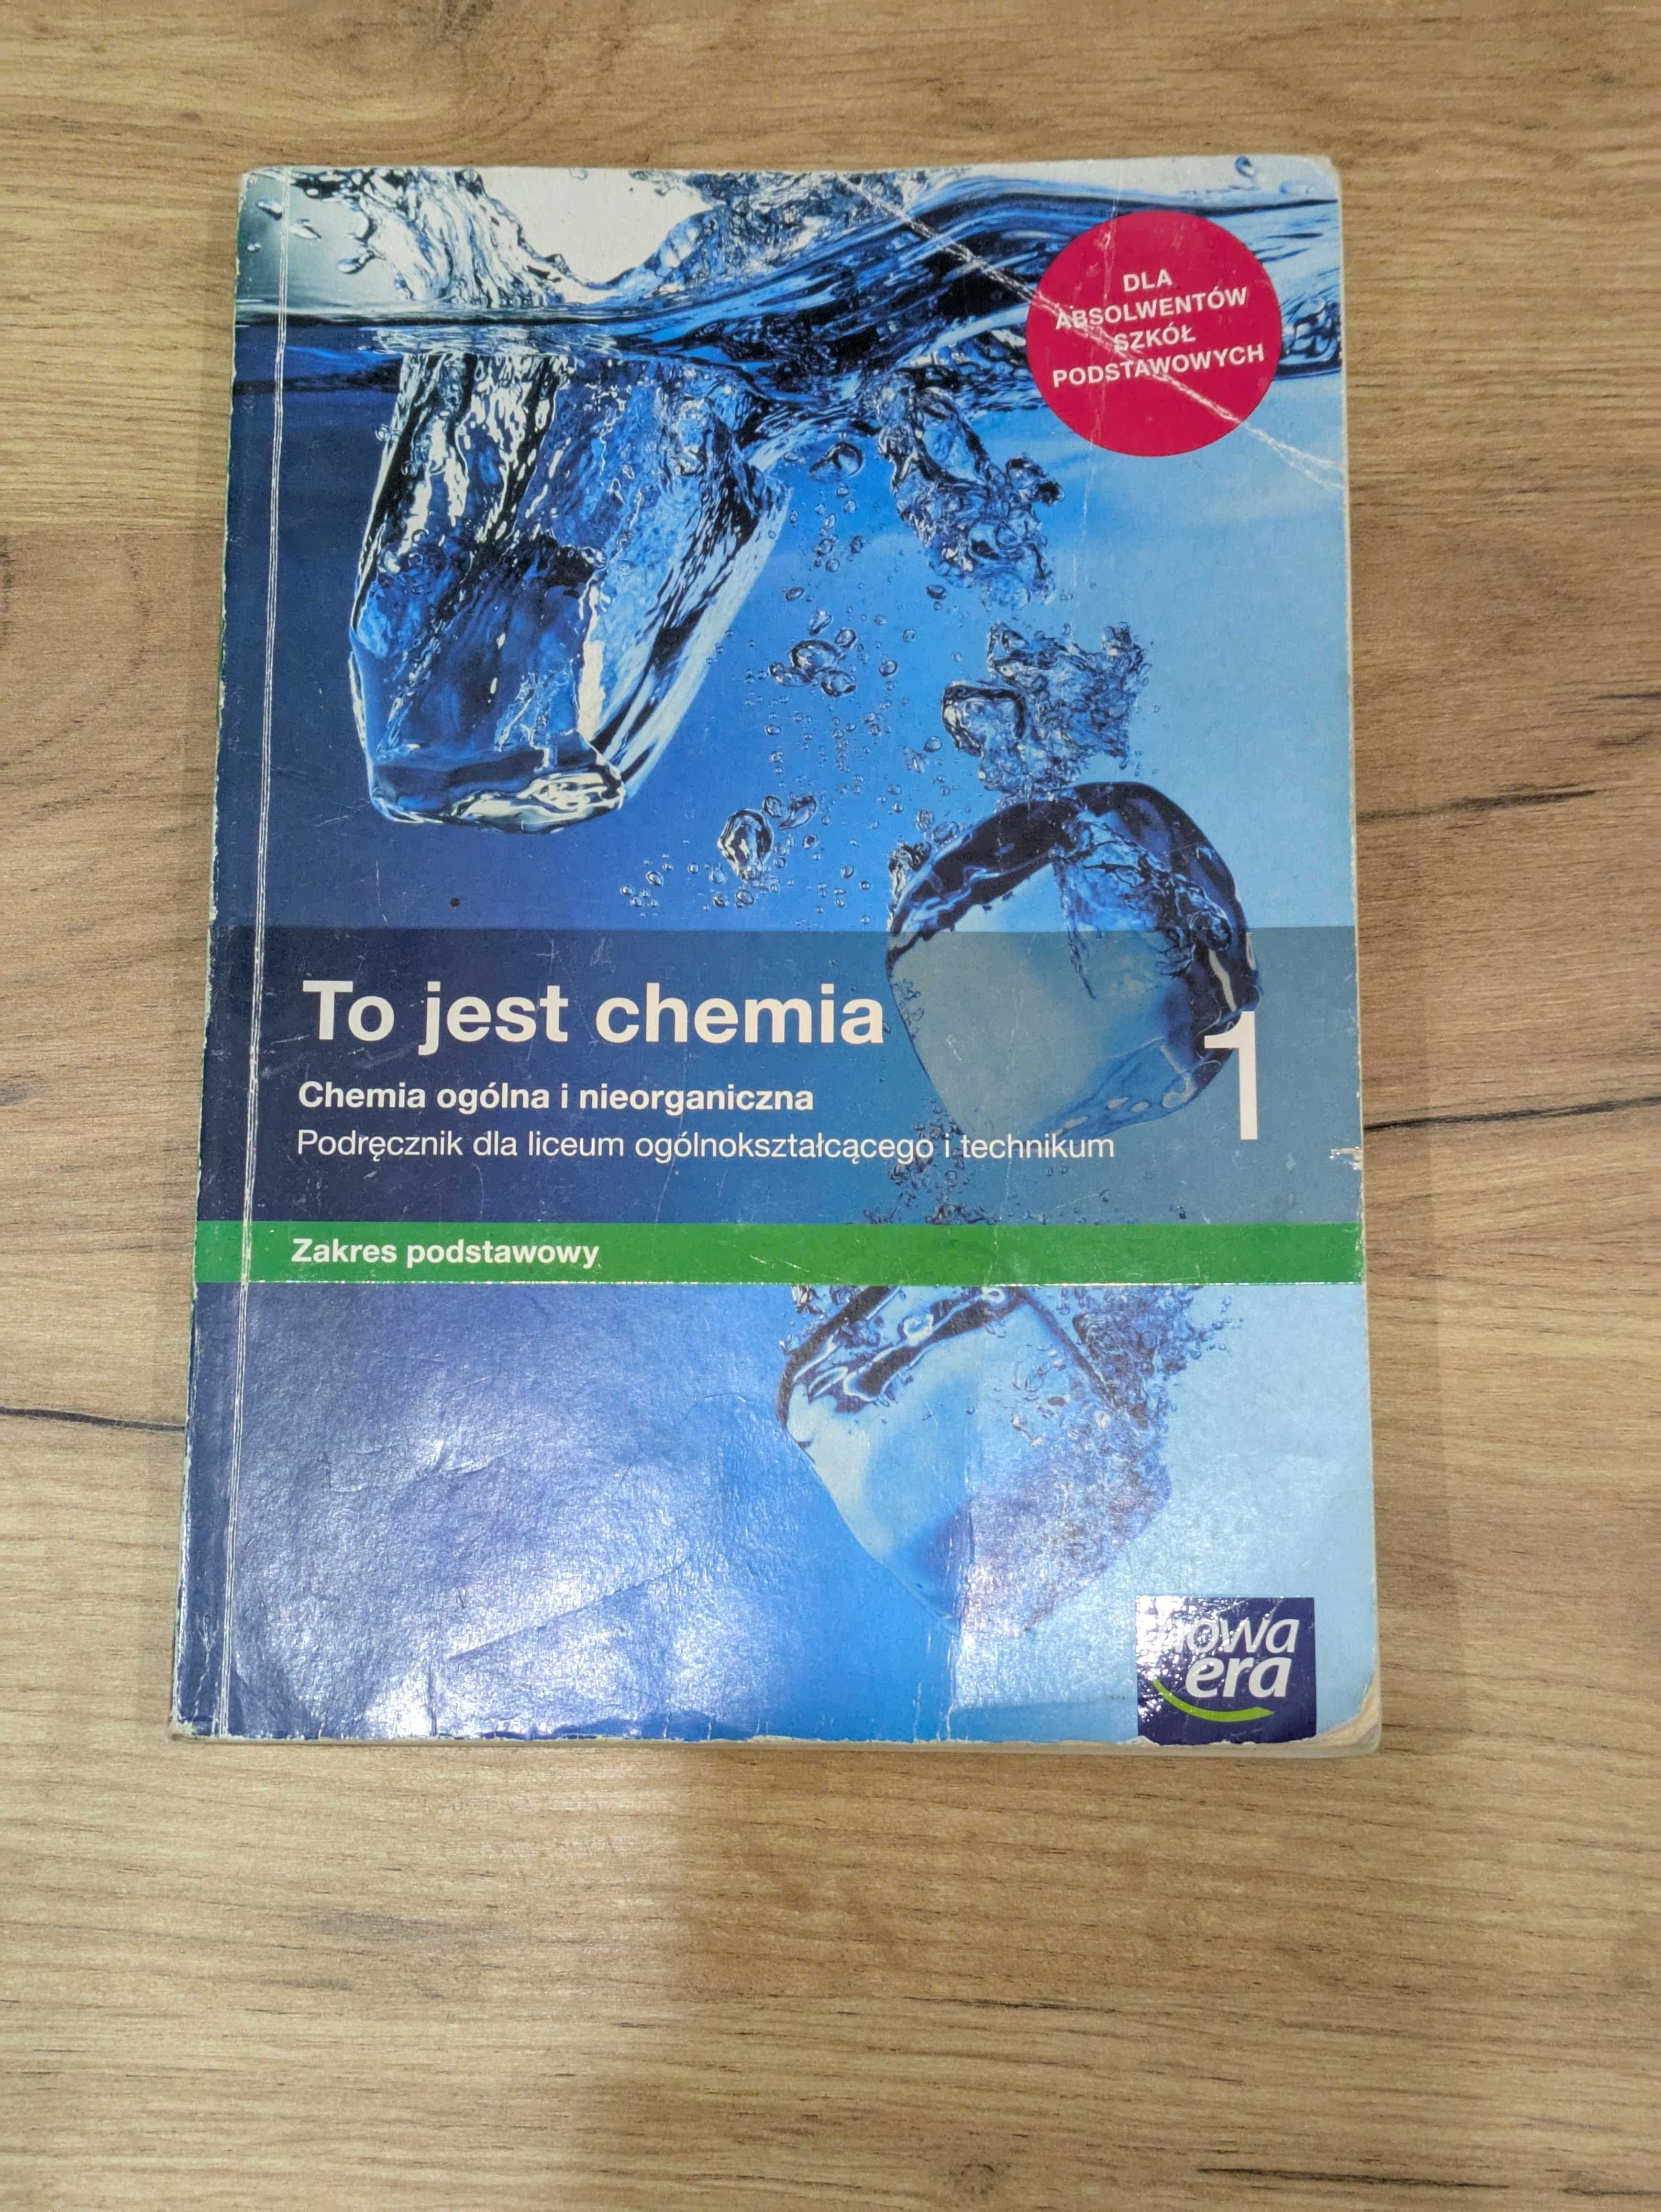 DLA
ABSOLWENTÓW
SZKÓŁ
PODSTAWOWYCH
To jest chemia
1
Chemia ogólna i nieorganiczna
Podręcznik dla liceum ogólnokształcącego i technikum
Zakres podstawowy
nowa
era